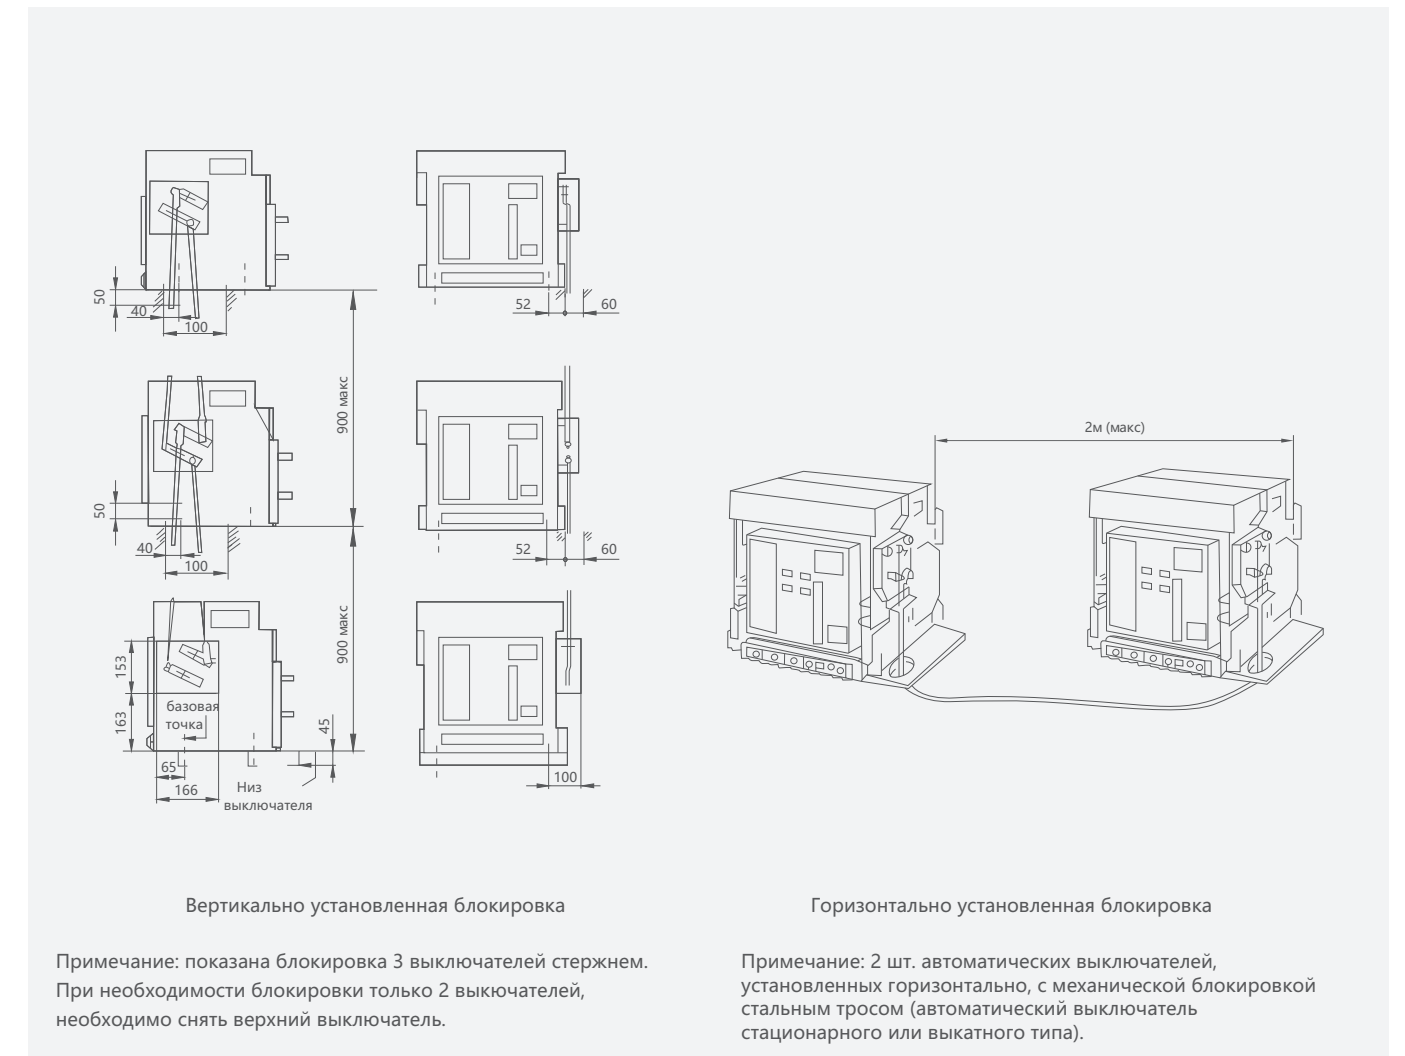 50
40
100
900 макс
52
60
50
40
100
900 макс
52
60
153
163
базовая
точка
65
166
Низ
выключателя
45
100
2м (макс)
Вертикально установленная блокировка
Примечание: показана блокировка 3 выключателей стержнем.
При необходимости блокировки только 2 выкючателей,
необходимо снять верхний выключатель.
Горизонтально установленная блокировка
Примечание: 2 шт. автоматических выключателей,
установленных горизонтально, с механической блокировкой
стальным тросом (автоматический выключатель
стационарного или выкатного типа).